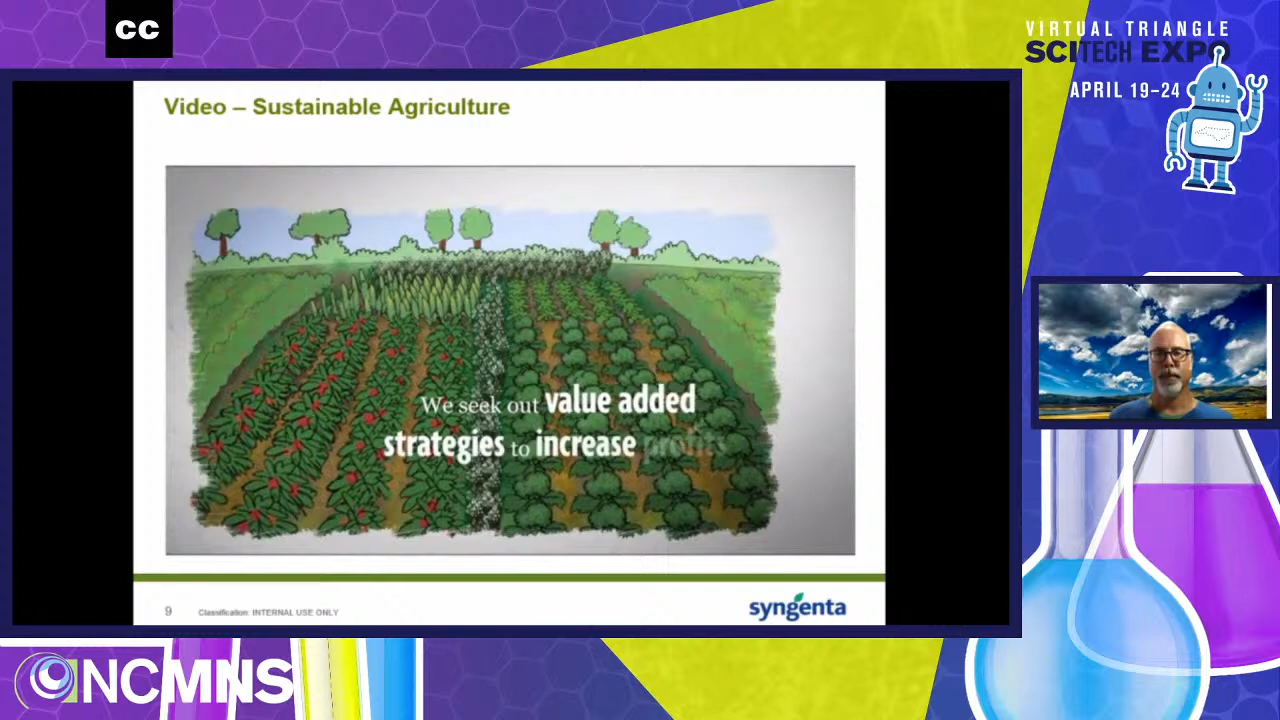 CC
VIRTUAL TRIANGLE
SCITECH EXPO
APRIL 19–24
Video – Sustainable Agriculture
We seek out value added
strategies to increase profits
9
Classification: INTERNAL USE ONLY
syngenta
NCMNS